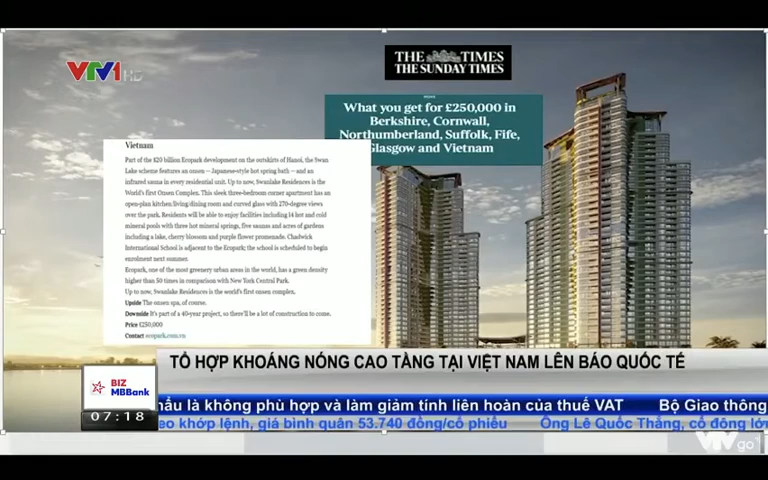 THE TIMES
THE SUNDAY TIMES
VTV1 HD
HOMES
What you get for £250,000 in
Berkshire, Cornwall,
Northumberland, Suffolk, Fife,
Glasgow and Vietnam
Vietnam
Part of the $20 billion Ecopark development on the outskirts of Hanoi, the Swan
Lake scheme features an onsen — Japanese-style hot spring bath — and an
infrared sauna in every residential unit. Up to now, Swanlake Residences is the
World's first Onsen Complex. This sleek three-bedroom corner apartment has an
open-plan kitchen/living/dining room and curved glass with 270-degree views
over the park. Residents will be able to enjoy facilities including 14 hot and cold
mineral pools with three hot mineral springs, five saunas and acres of gardens
including a lake, cherry blossom and purple flower promenade. Chadwick
International School is adjacent to the Ecopark; the school is scheduled to begin
enrolment next summer.
Ecopark, one of the most greenery urban areas in the world, has a green density
higher than 50 times in comparison with New York Central Park.
Up to now, Swanlake Residences is the world's first onsen complex.
Upside The onsen spa, of course.
Downside It's part of a 40-year project, so there'll be a lot of construction to come.
Price £250,000
Contact ecopark.com.vn
TỔ HỢP KHOÁNG NÓNG CAO TẦNG TẠI VIỆT NAM LÊN BÁO QUỐC TẾ
BIZ
MBBank
07:18
hẩu là không phù hợp và làm giảm tính liên hoàn của thuế VAT Bộ Giao thông
eo khớp lệnh, giá bình quân 53.740 đồng/cổ phiếu Ông Lê Quốc Thắng, cổ đông lớ
VTV go